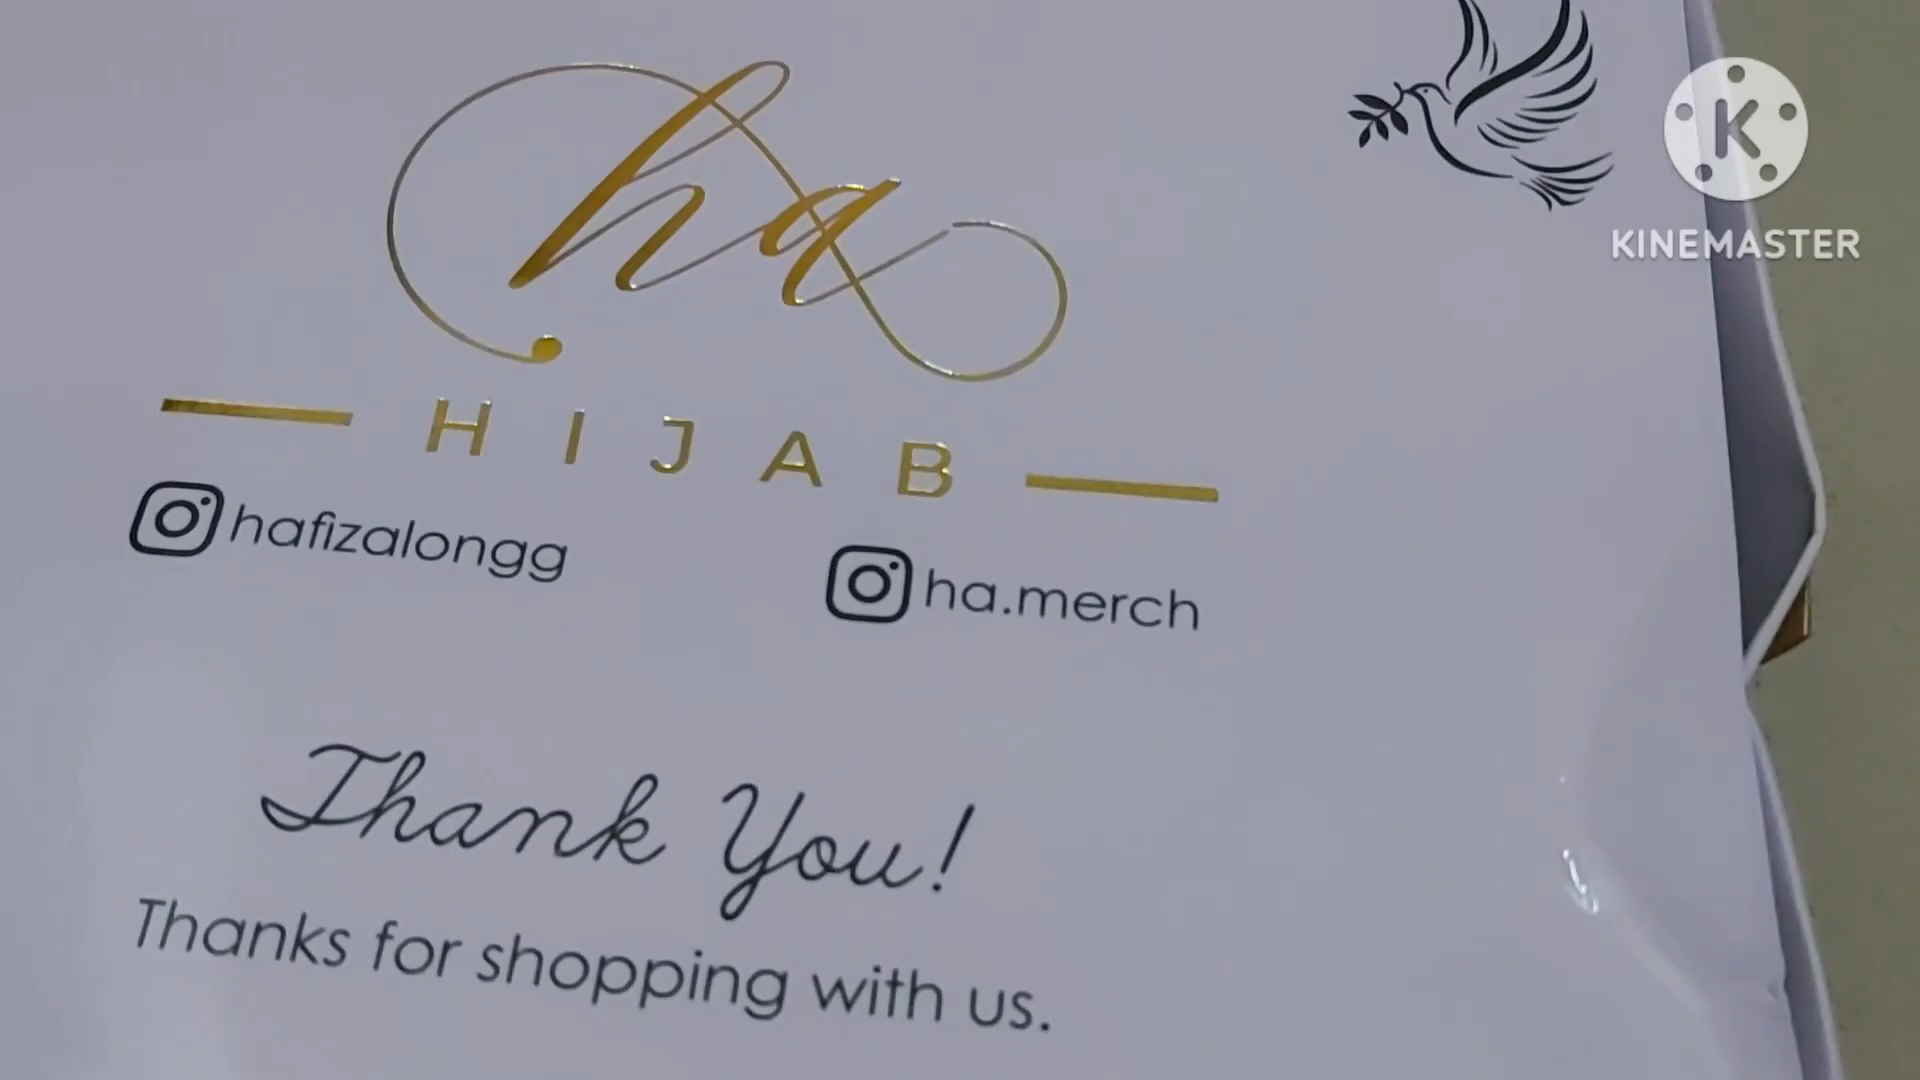 ha
HIJAB
hafizalongg
ha.merch
Thank You!
Thanks for shopping with us.
K
KINEMASTER